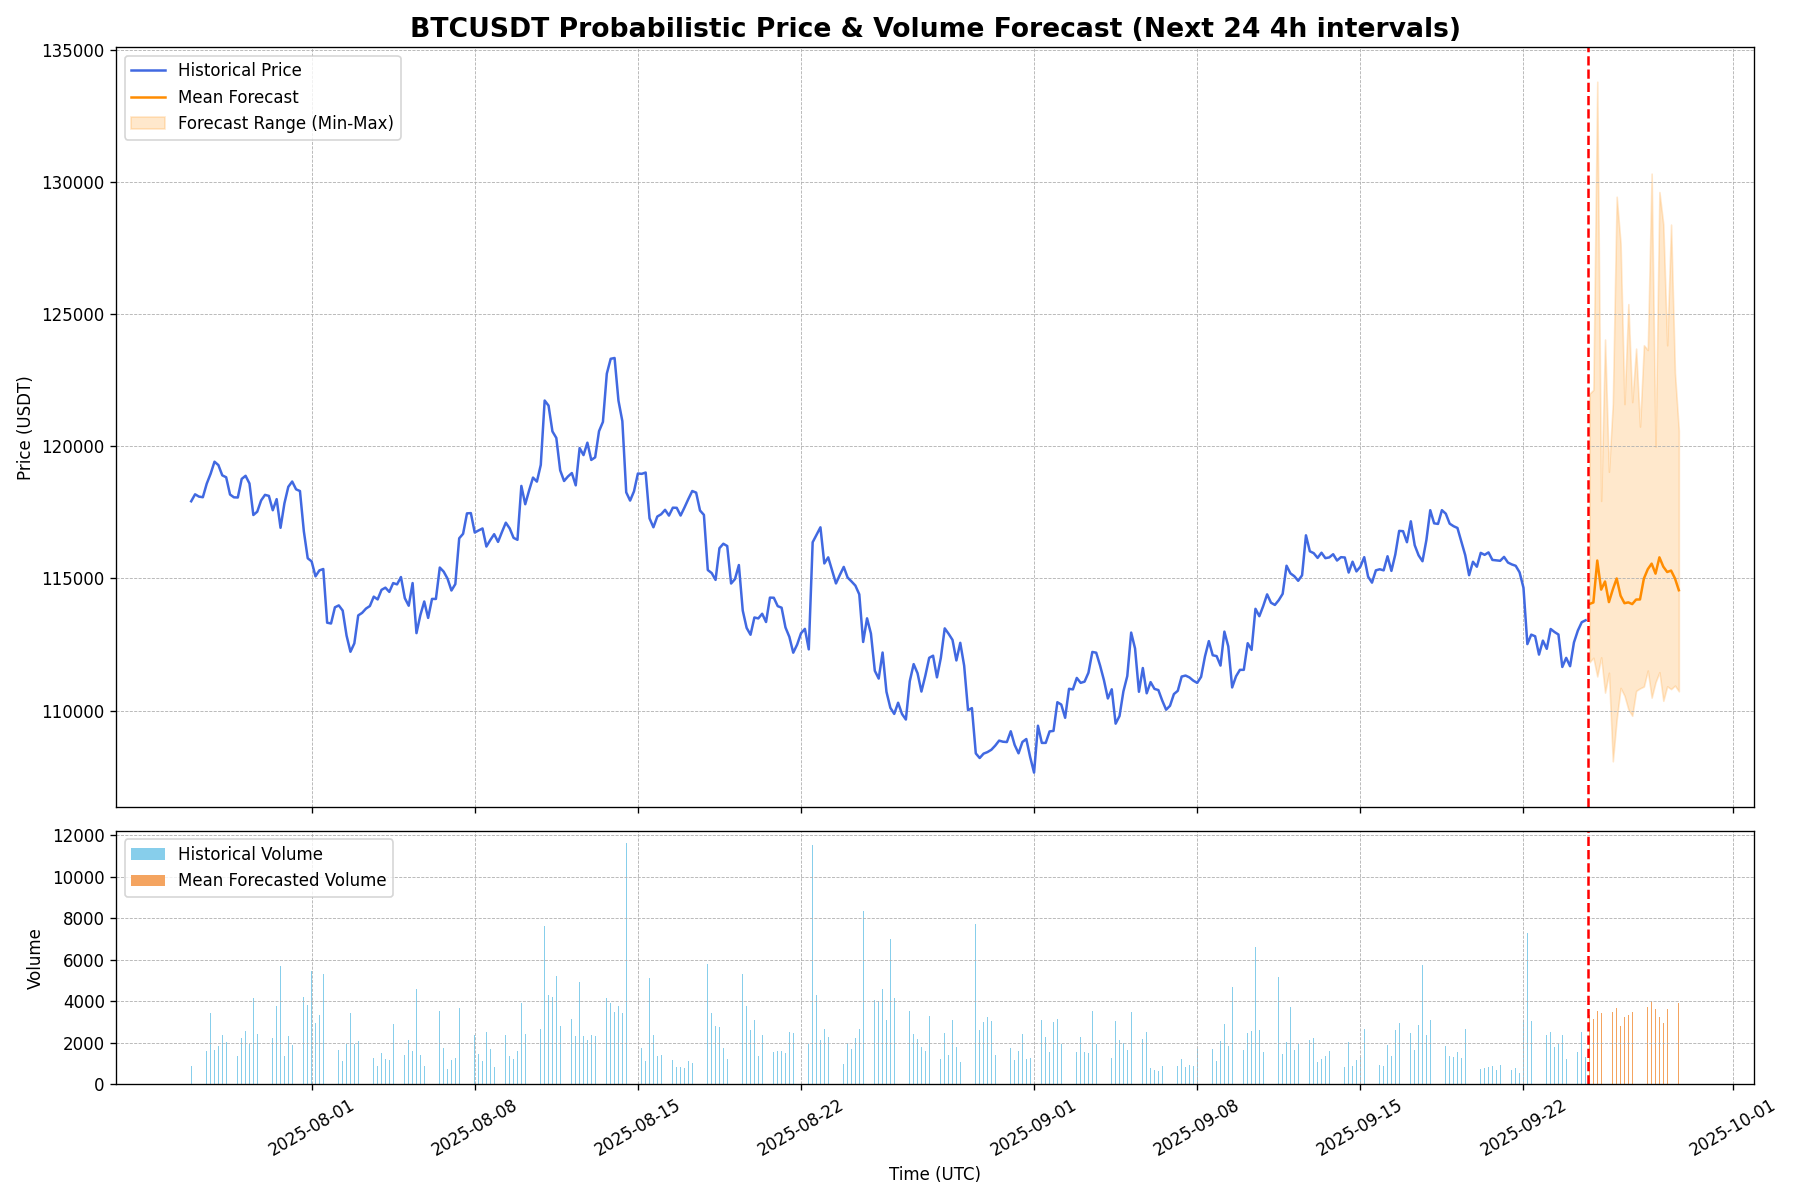 BTCUSDT Probabilistic Price & Volume Forecast (Next 24 4h intervals)
135000
130000
125000
120000
115000
110000
Price (USDT)
Historical Price
Mean Forecast
Forecast Range (Min-Max)
12000
10000
8000
6000
4000
2000
0
Volume
Historical Volume
Mean Forecasted Volume
2025-08-01
2025-08-08
2025-08-15
2025-08-22
2025-09-01
2025-09-08
2025-09-15
2025-09-22
2025-10-01
Time (UTC)